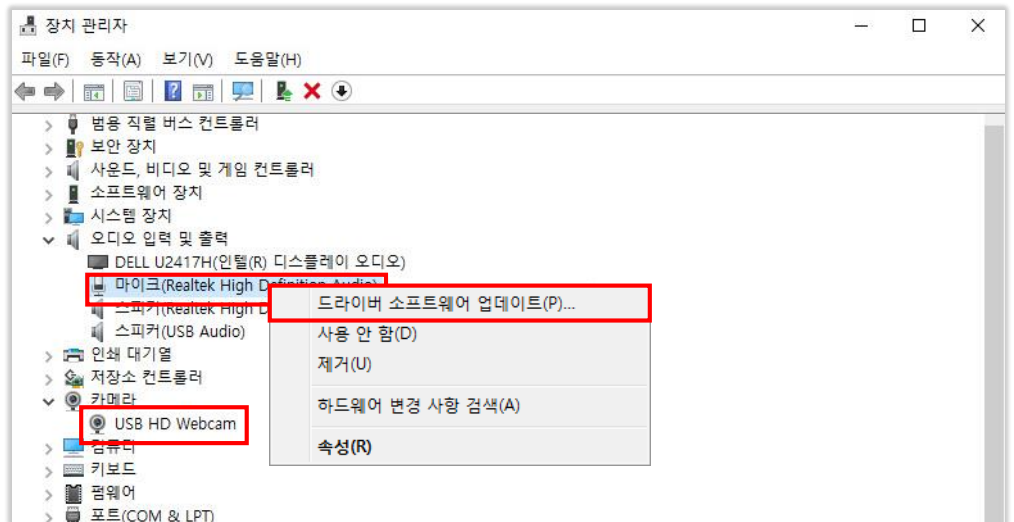 장치 관리자
파일(F) 동작(A) 보기(V) 도움말(H)
범용 직렬 버스 컨트롤러
보안 장치
사운드, 비디오 및 게임 컨트롤러
소프트웨어 장치
시스템 장치
오디오 입력 및 출력
DELL U2417H(인텔(R) 디스플레이 오디오)
마이크(Realtek High Definition Audio)
스피커(Realtek High D
스피커(USB Audio)
인쇄 대기열
저장소 컨트롤러
카메라
USB HD Webcam
컴퓨터
키보드
펌웨어
포트(COM & LPT)
드라이버 소프트웨어 업데이트(P)...
사용 안 함(D)
제거(U)
하드웨어 변경 사항 검색(A)
속성(R)